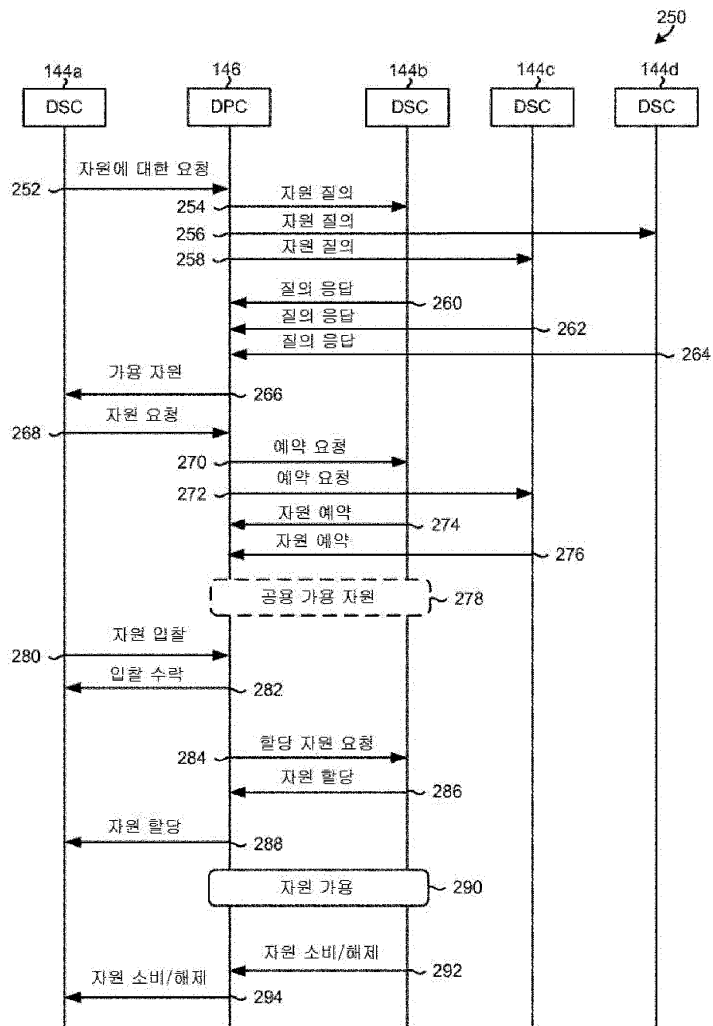 250
144a 146 144b 144c 144d
DSC DPC DSC DSC DSC
자원에 대한 요청
252
자원 질의
254
자원 질의
256
자원 질의
258
질의 응답
260
질의 응답
262
질의 응답
264
가용 자원
266
자원 요청
268
예약 요청
270
예약 요청
272
자원 예약
274
자원 예약
276
공용 가용 자원
278
자원 입찰
280
입찰 수락
282
할당 자원 요청
284
자원 할당
286
자원 할당
288
자원 가용
290
자원 소비/해제
292
자원 소비/해제
294